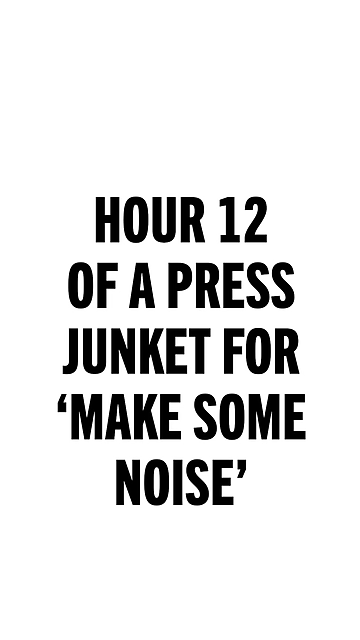 HOUR 12
OF A PRESS
JUNKET FOR
‘MAKE SOME
NOISE’